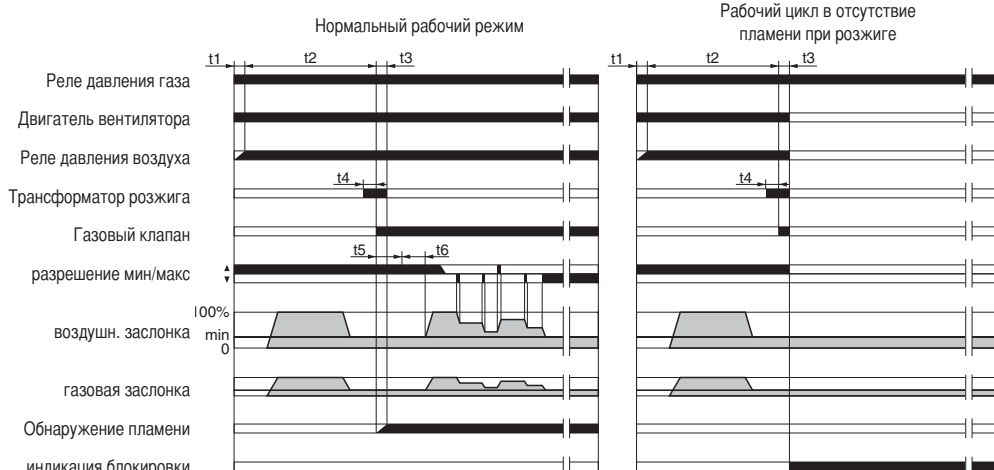 Нормальный рабочий режим
Рабочий цикл в отсутствие
пламени при розжиге
t1 t2 t3 t1 t2 t3
Реле давления газа
Двигатель вентилятора
Реле давления воздуха
t4 t4
Трансформатор розжига
Газовый клапан
t5 t6
разрешение мин/макс
100%
воздушн. заслонка
min
0
газовая заслонка
Обнаружение пламени
индикация блокировки